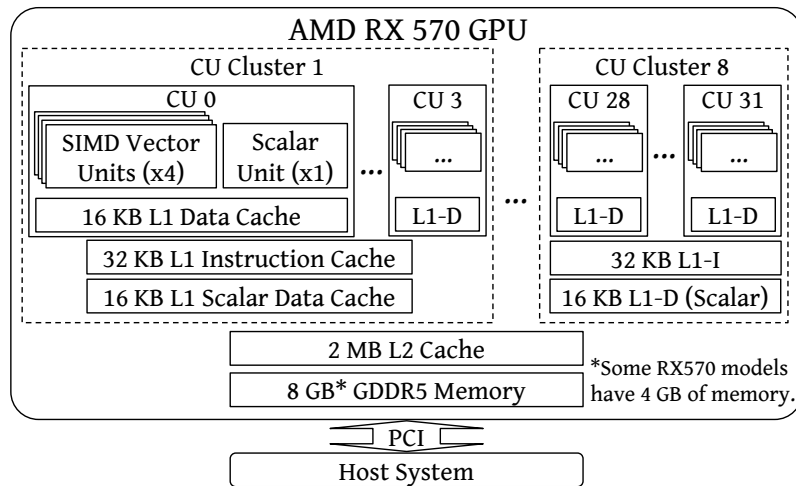 AMD RX 570 GPU
CU Cluster 1
CU 0
SIMD Vector
Units (x4)
Scalar
Unit (x1)
16 KB L1 Data Cache
...
CU 3
...
L1-D
32 KB L1 Instruction Cache
16 KB L1 Scalar Data Cache
...
CU Cluster 8
CU 28
...
L1-D
...
CU 31
...
L1-D
32 KB L1-I
16 KB L1-D (Scalar)
2 MB L2 Cache
8 GB* GDDR5 Memory
*Some RX570 models
have 4 GB of memory.
PCI
Host System